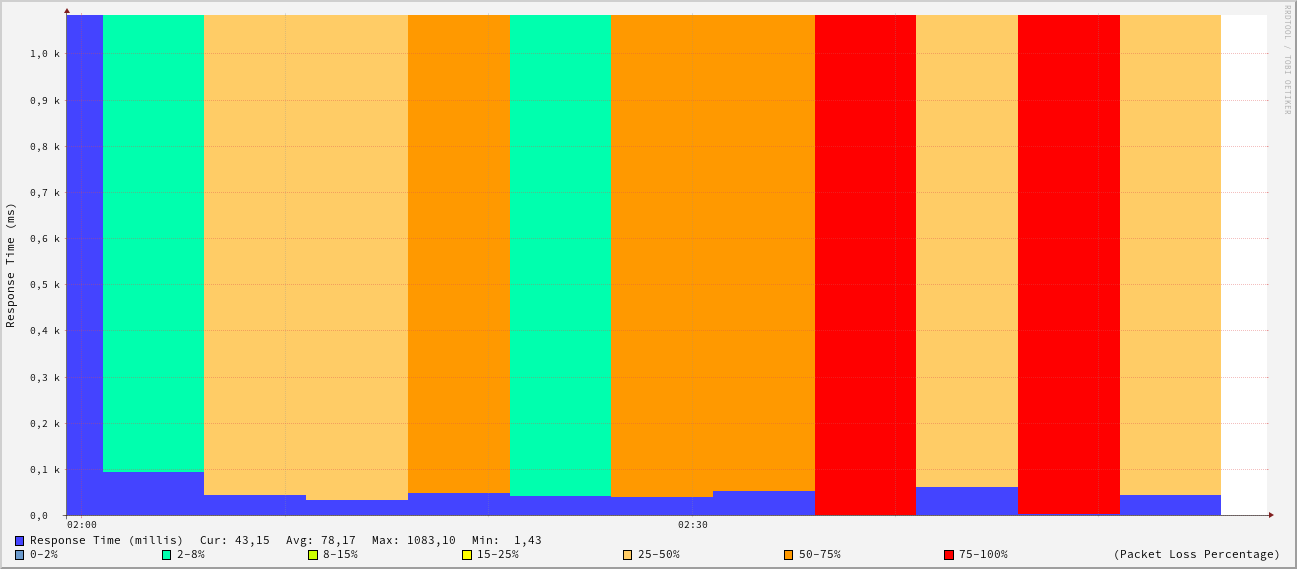 RRDTOOL / TOBI OETIKER
Response Time (ms)
1,0 k
0,9 k
0,8 k
0,7 k
0,6 k
0,5 k
0,4 k
0,3 k
0,2 k
0,1 k
0,0
02:00 02:30
Response Time (millis) Cur: 43,15 Avg: 78,17 Max: 1083,10 Min: 1,43
0-2% 2-8% 8-15% 15-25% 25-50% 50-75% 75-100% (Packet Loss Percentage)